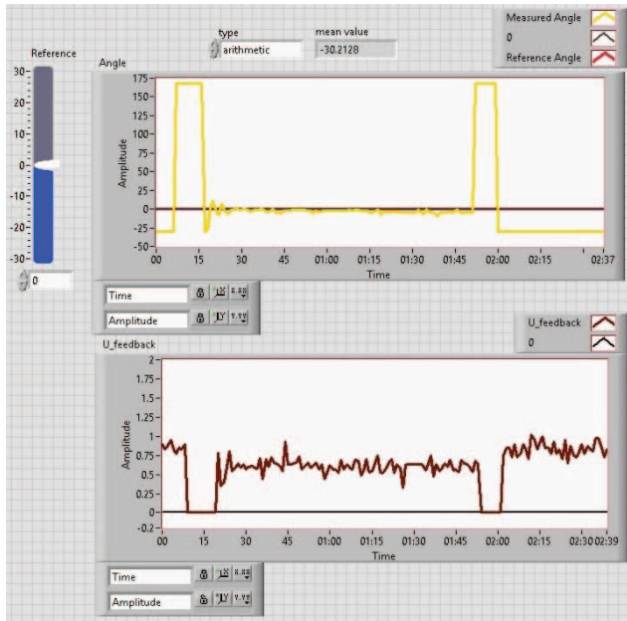 type
mean value
arithmetic
-30.2128
Measured Angle
0
Reference Angle
Reference
30
20
10
0
-10
-20
-30
0
Angle
Amplitude
175
150
125
100
75
50
25
0
-25
-50
00 15 30 45 01:00 01:15 01:30 01:45 02:00 02:15 02:37
Time
Time X.XX
Amplitude Y.YY
U_feedback
U_feedback
0
Amplitude
2
1.75
1.5
1.25
1
0.75
0.5
0.25
0
-0.2
00 15 30 45 01:00 01:15 01:30 01:45 02:00 02:15 02:30 02:39
Time
Time X.XX
Amplitude Y.YY